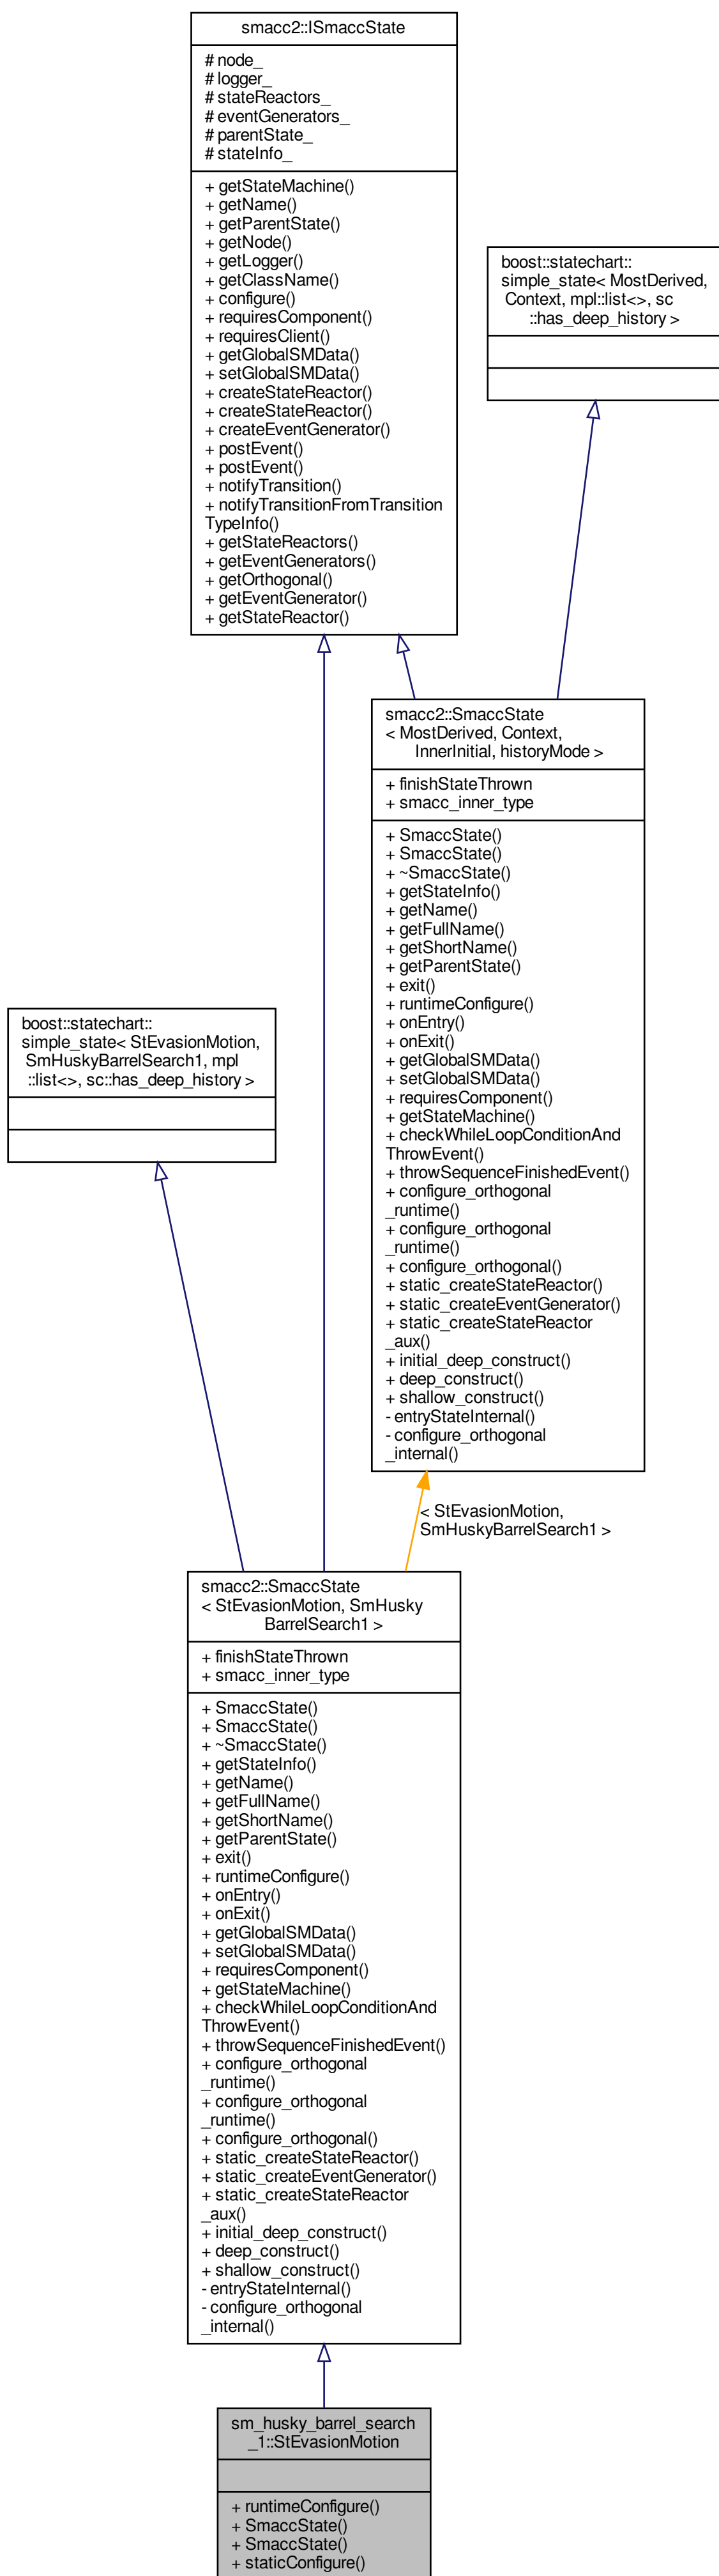 smacc2::ISmaccState
# node_
# logger_
# stateReactors_
# eventGenerators_
# parentState_
# stateInfo_
+ getStateMachine()
+ getName()
+ getParentState()
+ getNode()
+ getLogger()
+ getClassName()
+ configure()
+ requiresComponent()
+ requiresClient()
+ getGlobalSMData()
+ setGlobalSMData()
+ createStateReactor()
+ createStateReactor()
+ createEventGenerator()
+ postEvent()
+ postEvent()
+ notifyTransition()
+ notifyTransitionFromTransition
TypeInfo()
+ getStateReactors()
+ getEventGenerators()
+ getOrthogonal()
+ getEventGenerator()
+ getStateReactor()
boost::statechart::
simple_state< MostDerived,
Context, mpl::list<>, sc
::has_deep_history >
smacc2::SmaccState
< MostDerived, Context,
InnerInitial, historyMode >
+ finishStateThrown
+ smacc_inner_type
+ SmaccState()
+ SmaccState()
+ ~SmaccState()
+ getStateInfo()
+ getName()
+ getFullName()
+ getShortName()
+ getParentState()
+ exit()
+ runtimeConfigure()
+ onEntry()
+ onExit()
+ getGlobalSMData()
+ setGlobalSMData()
+ requiresComponent()
+ getStateMachine()
+ checkWhileLoopConditionAnd
ThrowEvent()
+ throwSequenceFinishedEvent()
+ configure_orthogonal
_runtime()
+ configure_orthogonal
_runtime()
+ configure_orthogonal()
+ static_createStateReactor()
+ static_createEventGenerator()
+ static_createStateReactor
_aux()
+ initial_deep_construct()
+ deep_construct()
+ shallow_construct()
- entryStateInternal()
- configure_orthogonal
_internal()
boost::statechart::
simple_state< StEvasionMotion,
SmHuskyBarrelSearch1, mpl
::list<>, sc::has_deep_history >
< StEvasionMotion,
SmHuskyBarrelSearch1 >
smacc2::SmaccState
< StEvasionMotion, SmHusky
BarrelSearch1 >
+ finishStateThrown
+ smacc_inner_type
+ SmaccState()
+ SmaccState()
+ ~SmaccState()
+ getStateInfo()
+ getName()
+ getFullName()
+ getShortName()
+ getParentState()
+ exit()
+ runtimeConfigure()
+ onEntry()
+ onExit()
+ getGlobalSMData()
+ setGlobalSMData()
+ requiresComponent()
+ getStateMachine()
+ checkWhileLoopConditionAnd
ThrowEvent()
+ throwSequenceFinishedEvent()
+ configure_orthogonal
_runtime()
+ configure_orthogonal
_runtime()
+ configure_orthogonal()
+ static_createStateReactor()
+ static_createEventGenerator()
+ static_createStateReactor
_aux()
+ initial_deep_construct()
+ deep_construct()
+ shallow_construct()
- entryStateInternal()
- configure_orthogonal
_internal()
sm_husky_barrel_search
_1::StEvasionMotion
+ runtimeConfigure()
+ SmaccState()
+ SmaccState()
+ staticConfigure()